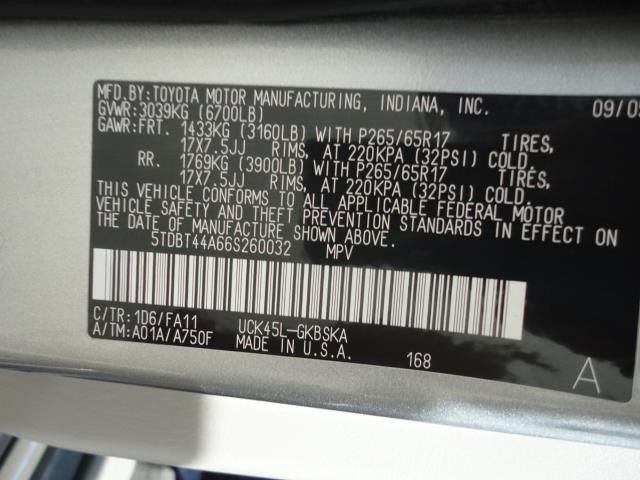 MFD.BY:TOYOTA MOTOR MANUFACTURING, INDIANA, INC. 09/05
GVWR:3039KG (6700LB)
GAWR:FRT. 1433KG (3160LB) WITH P265/65R17 TIRES,
17X7.5JJ RIMS, AT 220KPA (32PSI) COLD.
RR. 1769KG (3900LB) WITH P265/65R17 TIRES,
17X7.5JJ RIMS, AT 220KPA (32PSI) COLD.
THIS VEHICLE CONFORMS TO ALL APPLICABLE FEDERAL MOTOR
VEHICLE SAFETY AND THEFT PREVENTION STANDARDS IN EFFECT ON
THE DATE OF MANUFACTURE SHOWN ABOVE.
5TDBT44A66S260032 MPV
C/TR:1D6/FA11 UCK45L-GKBSKA
A/TM:A01A/A750F MADE IN U.S.A. 168 A